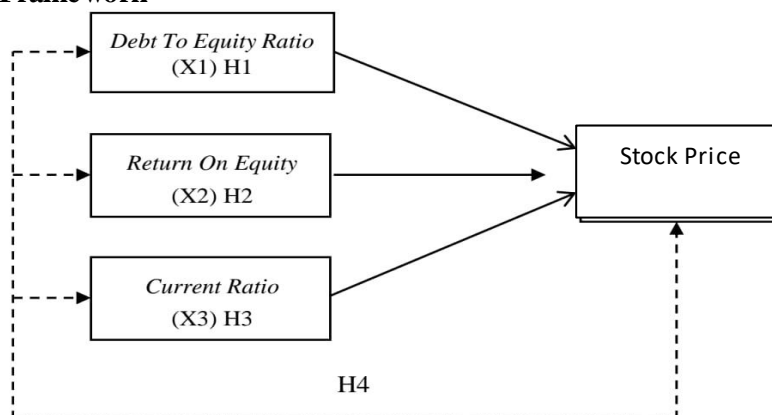 Framework
Debt To Equity Ratio
(X1) H1
Return On Equity
(X2) H2
Stock Price
Current Ratio
(X3) H3
H4